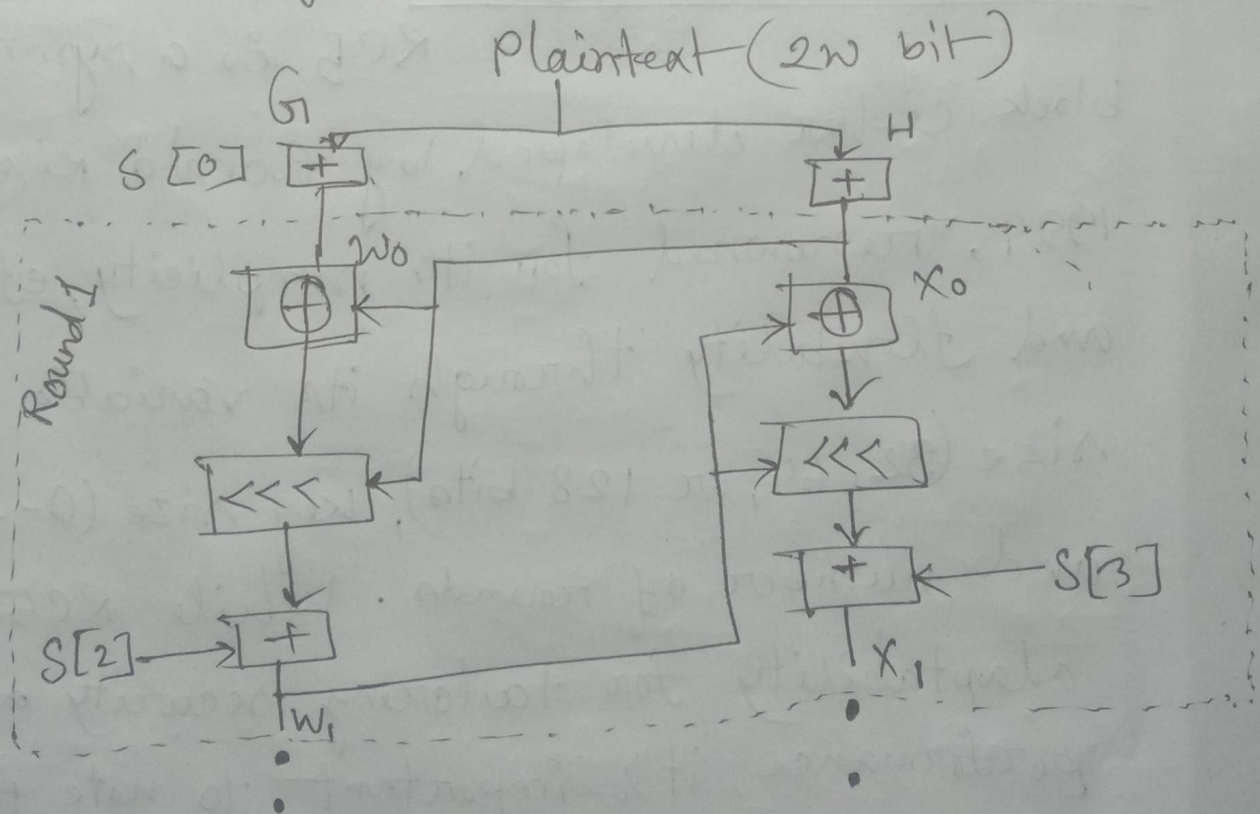 Plaintext (2w bit)
G
H
S[0] +
+
W0
X0
Round 1
⊕
⊕
<<<
<<<
+
S[3]
S[2]
+
X1
W1